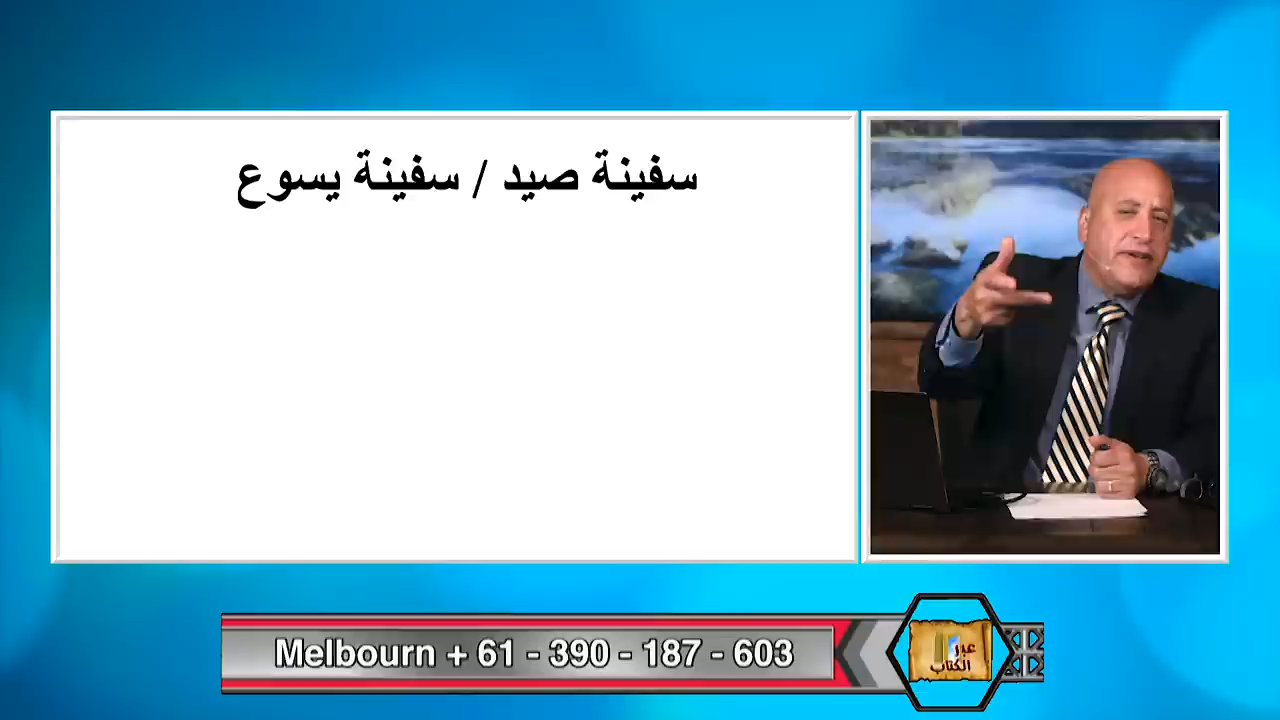 سفينة صيد / سفينة يسوع
Melbourn + 61 - 390 - 187 - 603
عبر
الكتاب